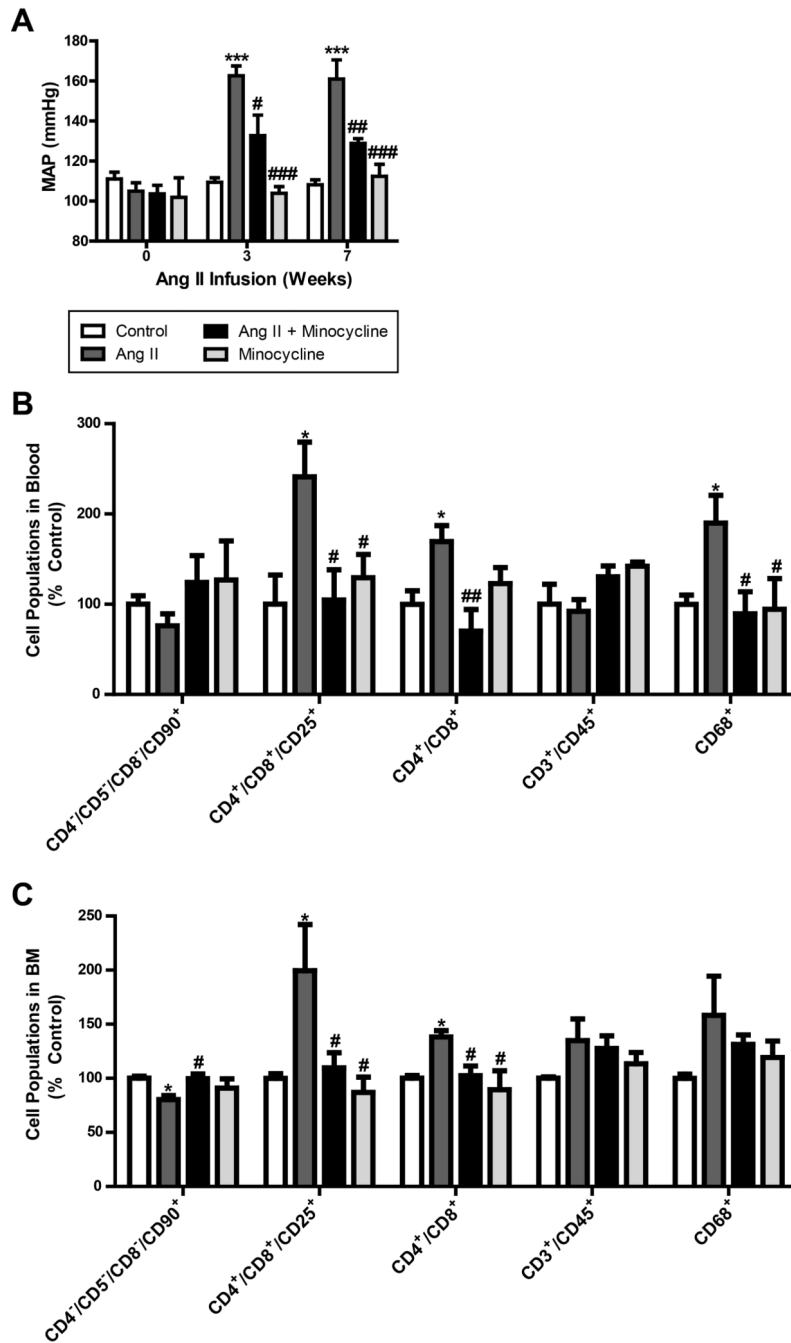 A
MAP (mmHg)
180
160
140
120
100
80
***
#
###
***
##
###
0 3 7
Ang II Infusion (Weeks)
Control Ang II + Minocycline
Ang II Minocycline
B
Cell Populations in Blood
(% Control)
300
200
100
0
*
#
#
*
##
*
#
#
CD4⁻/CD5⁻/CD8⁻/CD90⁺
CD4⁺/CD8⁺/CD25⁺
CD4⁺/CD8⁺
CD3⁺/CD45⁺
CD68⁺
C
Cell Populations in BM
(% Control)
250
200
150
100
50
0
*
#
*
#
#
*
#
#
CD4⁻/CD5⁻/CD8⁻/CD90⁺
CD4⁺/CD8⁺/CD25⁺
CD4⁺/CD8⁺
CD3⁺/CD45⁺
CD68⁺